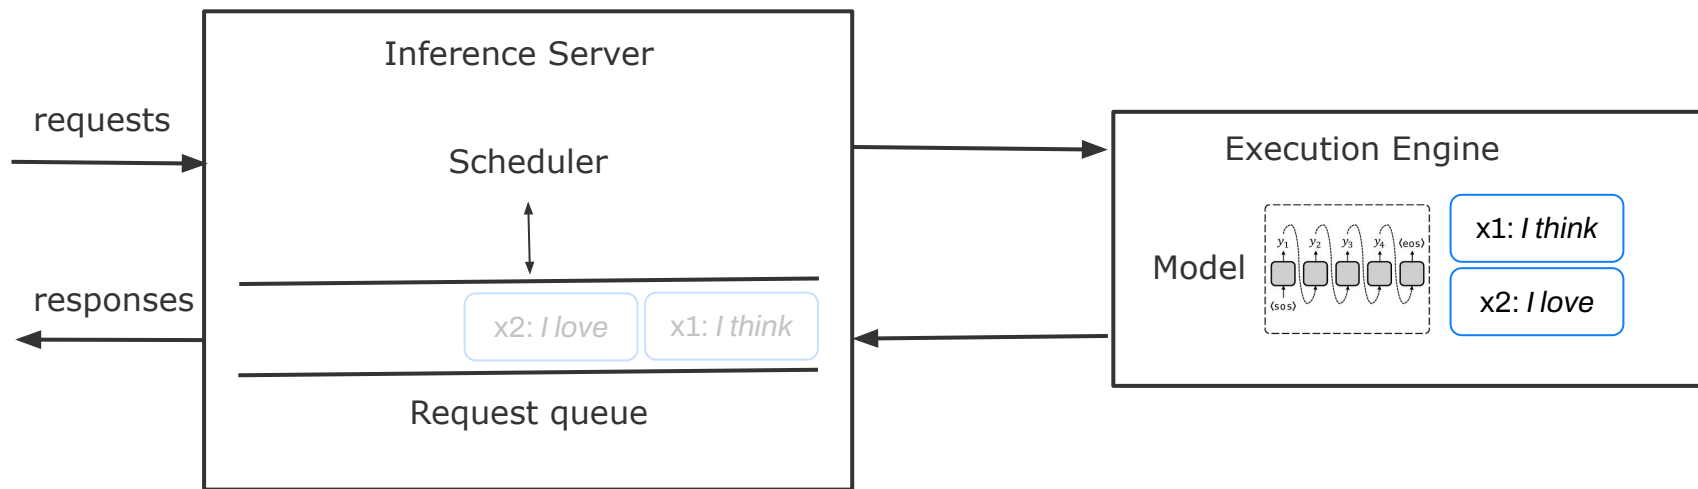 Inference Server
requests
Scheduler
responses
x2: I love
x1: I think
Request queue
Execution Engine
Model
y₁ y₂ y₃ y₄ ⟨eos⟩
⟨sos⟩
x1: I think
x2: I love